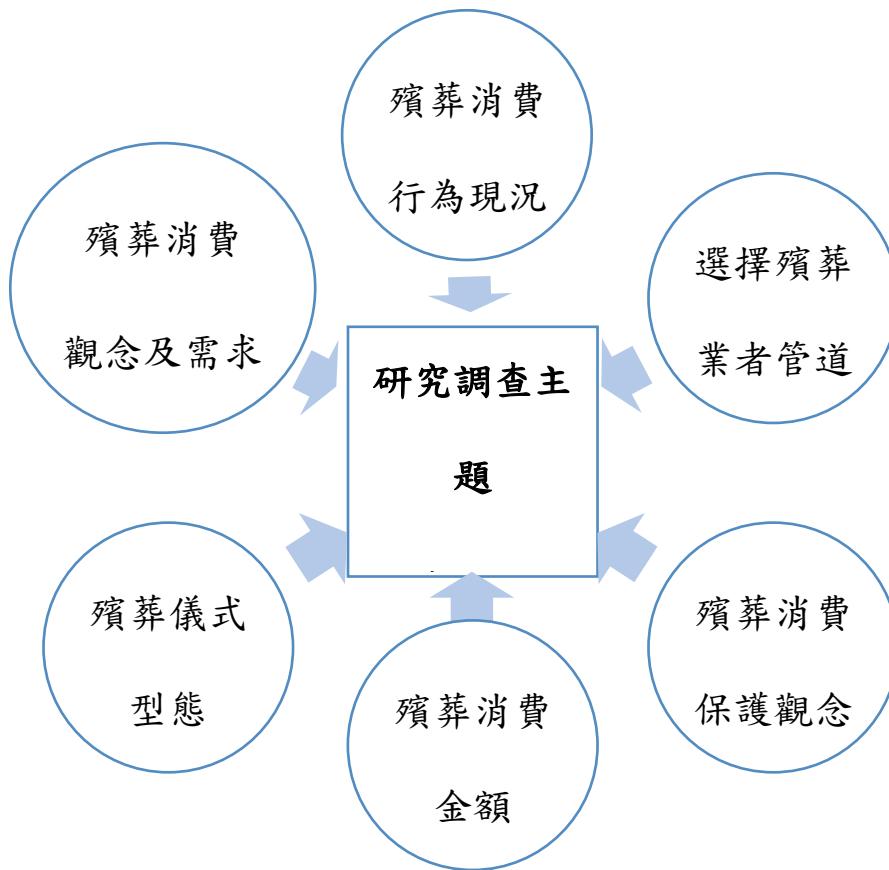 殯葬消費
行為現況
殯葬消費
觀念及需求
選擇殯葬
業者管道
研究調查主
題
殯葬儀式
型態
殯葬消費
金額
殯葬消費
保護觀念